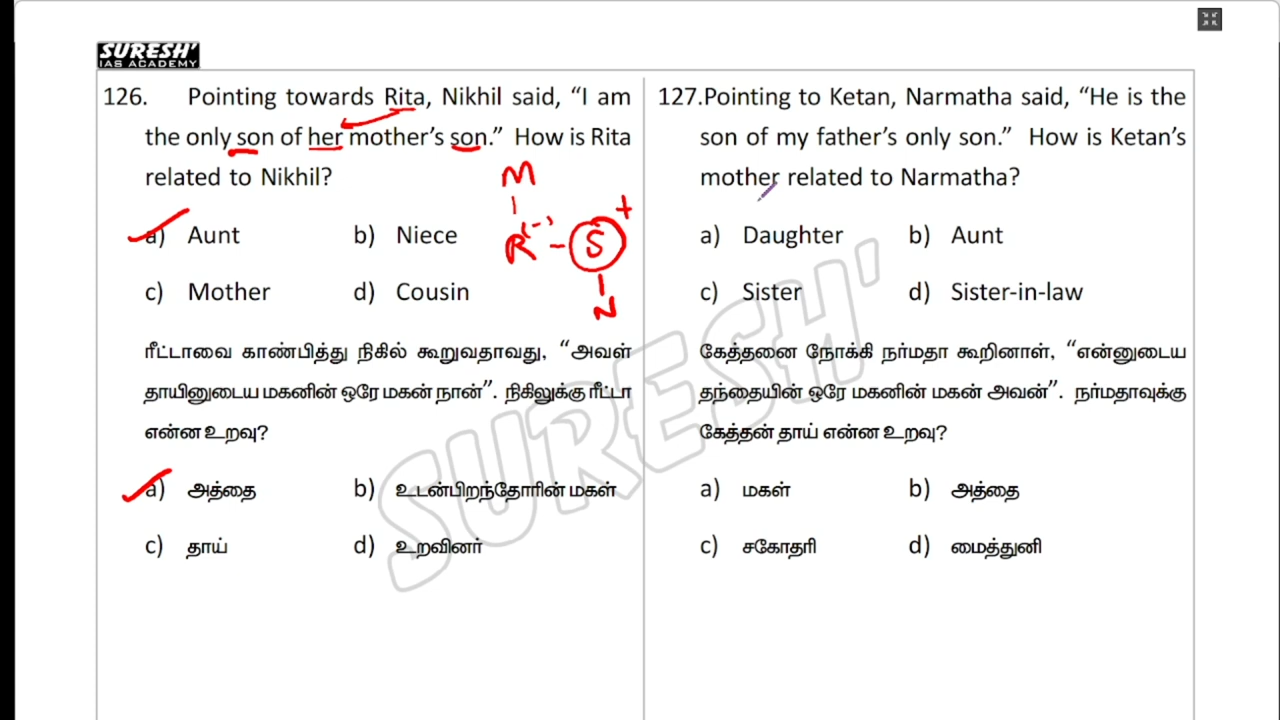 SURESH'
IAS ACADEMY
126. Pointing towards Rita, Nikhil said, “I am
the only son of her mother’s son.” How is Rita
related to Nikhil?
M
R(-) - S +
N
a) Aunt b) Niece
c) Mother d) Cousin
ரீட்டாவை காண்பித்து நிகில் கூறுவதாவது, “அவள்
தாயினுடைய மகனின் ஒரே மகன் நான்”. நிகிலுக்கு ரீட்டா
என்ன உறவு?
a) அத்தை b) உடன்பிறந்தோரின் மகள்
c) தாய் d) உறவினர்
127.Pointing to Ketan, Narmatha said, “He is the
son of my father’s only son.” How is Ketan’s
mother related to Narmatha?
a) Daughter b) Aunt
c) Sister d) Sister-in-law
கேத்தனை நோக்கி நர்மதா கூறினாள், “என்னுடைய
தந்தையின் ஒரே மகனின் மகன் அவன்”. நர்மதாவுக்கு
கேத்தன் தாய் என்ன உறவு?
a) மகள் b) அத்தை
c) சகோதரி d) மைத்துனி
SURESH'